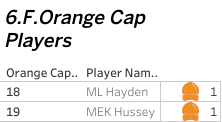 6.F.Orange Cap
Players
Orange Cap.. Player Nam..
18 ML Hayden 1
19 MEK Hussey 1